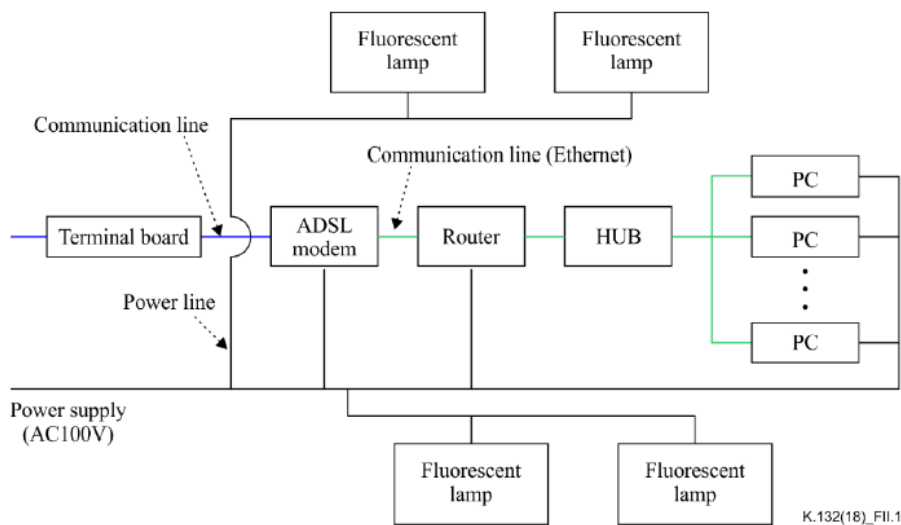 Fluorescent
lamp
Fluorescent
lamp
Communication line
Communication line (Ethernet)
PC
Terminal board
ADSL
modem
Router
HUB
PC
Power line
PC
Power supply
(AC100V)
Fluorescent
lamp
Fluorescent
lamp
K.132(18)_FII.1